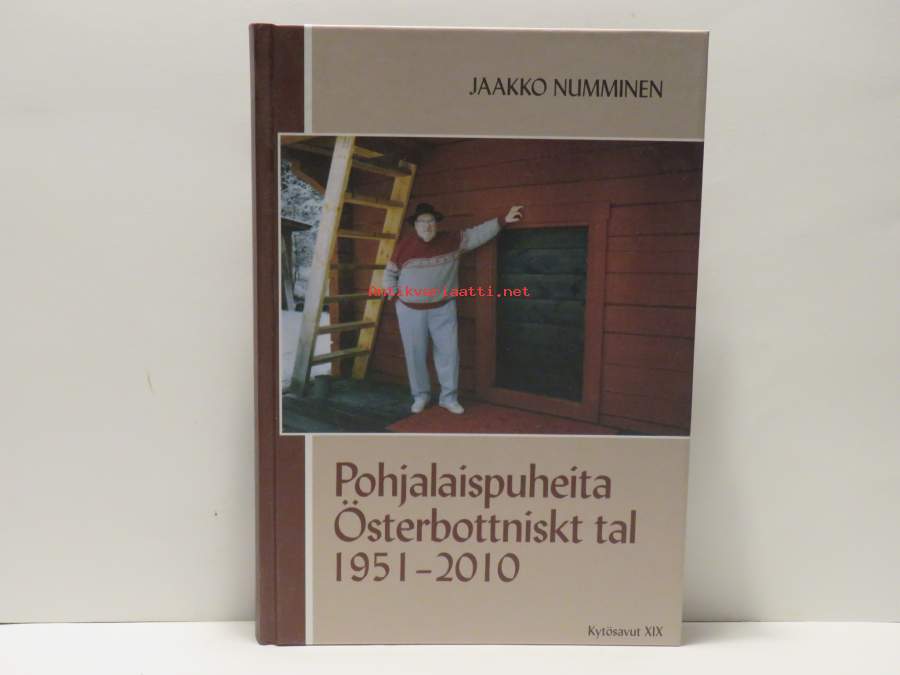 JAAKKO NUMMINEN
Antikvariaatti.net
Pohjalaispuheita
Österbottniskt tal
1951–2010
Kytösavut XIX